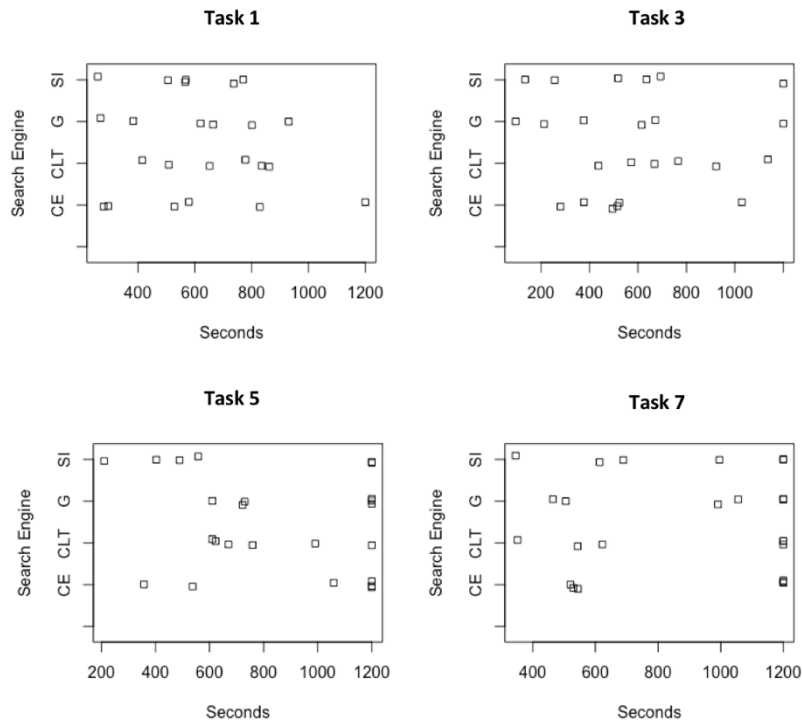 Task 1
Search Engine
SI
G
CLT
CE
400 600 800 1000 1200
Seconds
Task 3
Search Engine
SI
G
CLT
CE
200 400 600 800 1000
Seconds
Task 5
Search Engine
SI
G
CLT
CE
200 400 600 800 1000 1200
Seconds
Task 7
Search Engine
SI
G
CLT
CE
400 600 800 1000 1200
Seconds